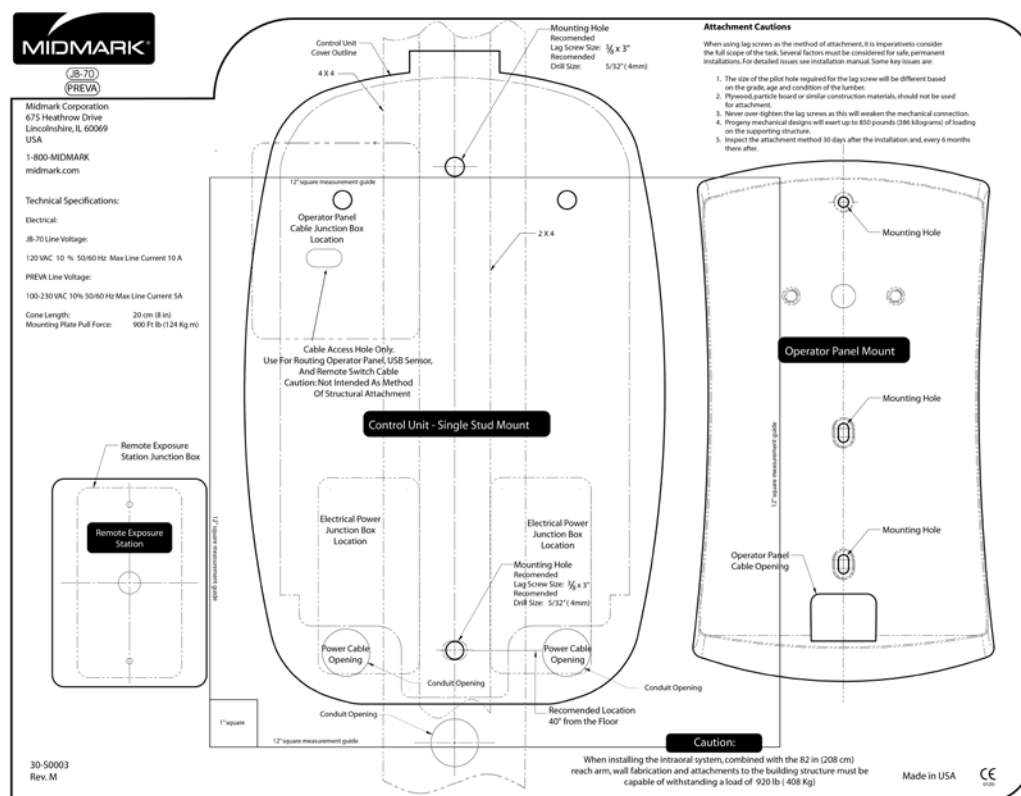 MIDMARK®
JB-70
PREVA
Midmark Corporation
675 Heathrow Drive
Lincolnshire, IL 60069
USA
1-800-MIDMARK
midmark.com
Technical Specifications:
Electrical:
JB-70 Line Voltage:
120 VAC 10 % 50/60 Hz Max Line Current 10 A
PREVA Line Voltage:
100-230 VAC 10% 50/60 Hz Max Line Current 5A
Cone Length: 20 cm (8 in)
Mounting Plate Pull Force: 900 Ft lb (124 Kg m)
Control Unit
Cover Outline
4 X 4
Mounting Hole
Recomended
Lag Screw Size: 3/8 x 3"
Recomended
Drill Size: 5/32" ( 4mm)
Attachment Cautions
When using lag screws as the method of attachment, it is imperativeto consider
the full scope of the task. Several factors must be considered for safe, permanent
installations. For detailed issues see installation manual. Some key issues are:
1. The size of the pilot hole required for the lag screw will be different based
on the grade, age and condition of the lumber.
2. Plywood, particle board or similar construction materials, should not be used
for attachment.
3. Never over-tighten the lag screws as this will weaken the mechanical connection.
4. Progeny mechanical designs will exert up to 850 pounds (386 kilograms) of loading
on the supporting structure.
5. Inspect the attachment method 30 days after the installation and, every 6 months
there after.
12" square measurement guide
Operator Panel
Cable Junction Box
Location
2 X 4
Cable Access Hole Only.
Use For Routing Operator Panel, USB Sensor,
And Remote Switch Cable
Caution: Not Intended As Method
Of Structural Attachment
Control Unit - Single Stud Mount
Mounting Hole
Operator Panel Mount
Mounting Hole
12" square measurement guide
Mounting Hole
Operator Panel
Cable Opening
Remote Exposure
Station Junction Box
Remote Exposure
Station
12" square measurement guide
Electrical Power
Junction Box
Location
Electrical Power
Junction Box
Location
Mounting Hole
Recomended
Lag Screw Size: 3/8 x 3"
Recomended
Drill Size: 5/32" ( 4mm)
Power Cable
Opening
Power Cable
Opening
Conduit Opening
Conduit Opening
Conduit Opening
Recomended Location
40" from the Floor
1" square
12" square measurement guide
Caution:
When installing the intraoral system, combined with the 82 in (208 cm)
reach arm, wall fabrication and attachments to the building structure must be
capable of withstanding a load of 920 lb ( 408 Kg)
30-S0003
Rev. M
Made in USA
CE